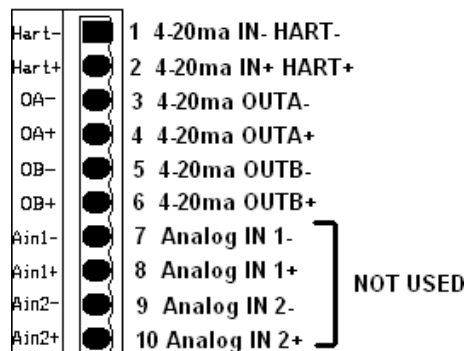 Hart- 1 4-20ma IN- HART-
Hart+ 2 4-20ma IN+ HART+
OA- 3 4-20ma OUTA-
OA+ 4 4-20ma OUTA+
OB- 5 4-20ma OUTB-
OB+ 6 4-20ma OUTB+
Ain1- 7 Analog IN 1-
Ain1+ 8 Analog IN 1+
NOT USED
Ain2- 9 Analog IN 2-
Ain2+ 10 Analog IN 2+